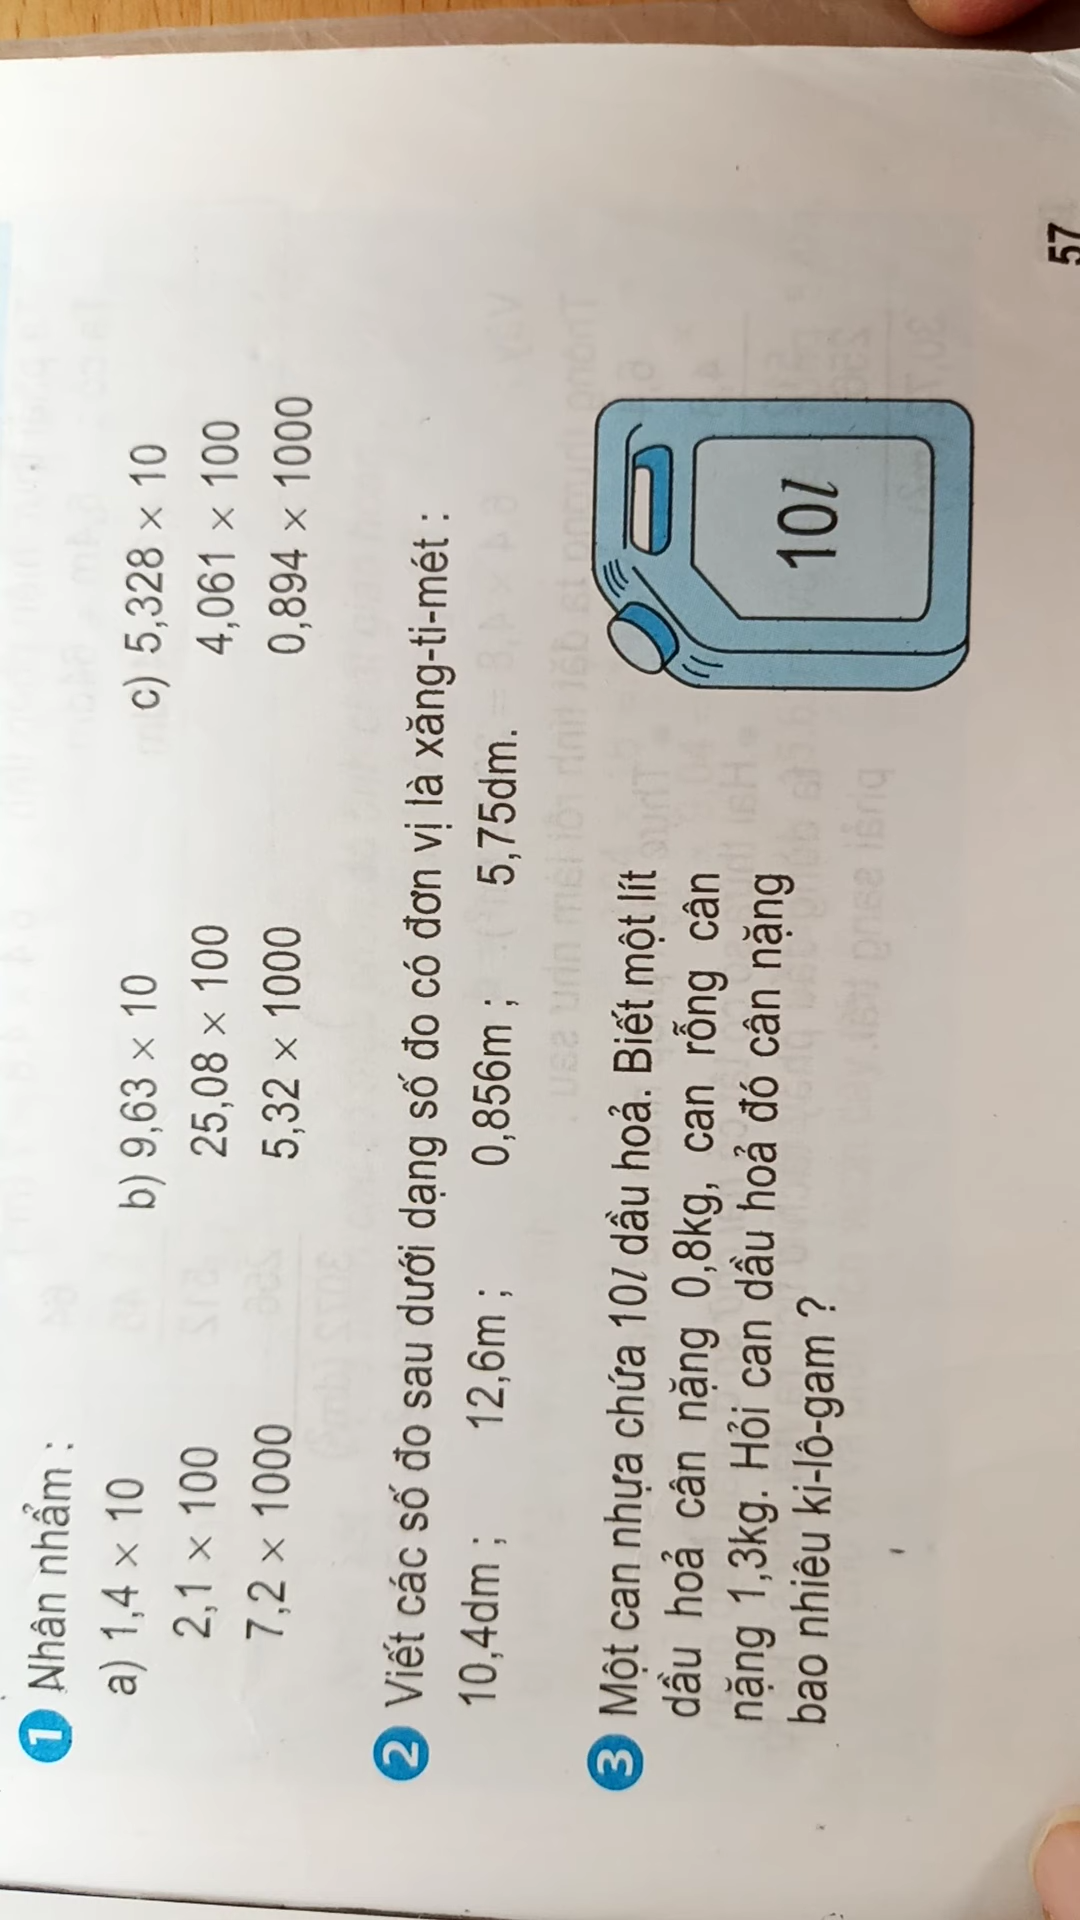 1 Nhân nhẩm :
a) 1,4 × 10 b) 9,63 × 10 c) 5,328 × 10
2,1 × 100 25,08 × 100 4,061 × 100
7,2 × 1000 5,32 × 1000 0,894 × 1000
2 Viết các số đo sau dưới dạng số đo có đơn vị là xăng-ti-mét :
10,4dm ; 12,6m ; 0,856m ; 5,75dm.
3 Một can nhựa chứa 10l dầu hoả. Biết một lít
dầu hoả cân nặng 0,8kg, can rỗng cân
nặng 1,3kg. Hỏi can dầu hoả đó cân nặng
bao nhiêu ki-lô-gam ?
10l
57